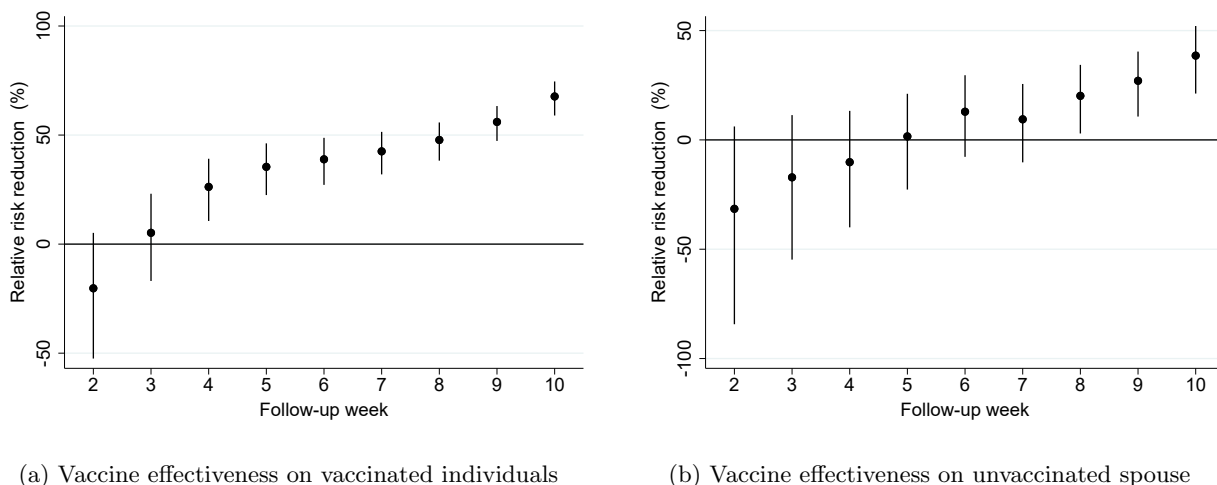 100
50
0
-50
Relative risk reduction (%)
2 3 4 5 6 7 8 9 10
Follow-up week
(a) Vaccine effectiveness on vaccinated individuals
50
0
-50
-100
Relative risk reduction (%)
2 3 4 5 6 7 8 9 10
Follow-up week
(b) Vaccine effectiveness on unvaccinated spouse